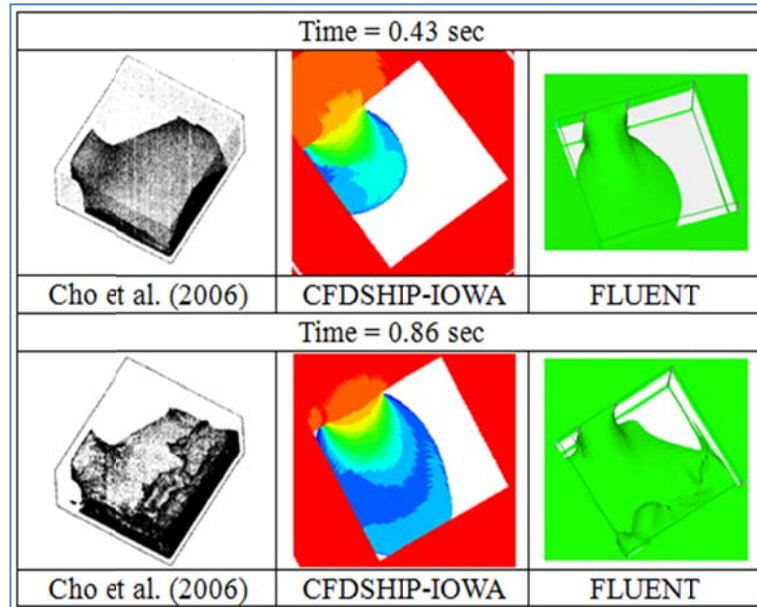 Time = 0.43 sec
Cho et al. (2006) CFDSHIP-IOWA FLUENT
Time = 0.86 sec
Cho et al. (2006) CFDSHIP-IOWA FLUENT